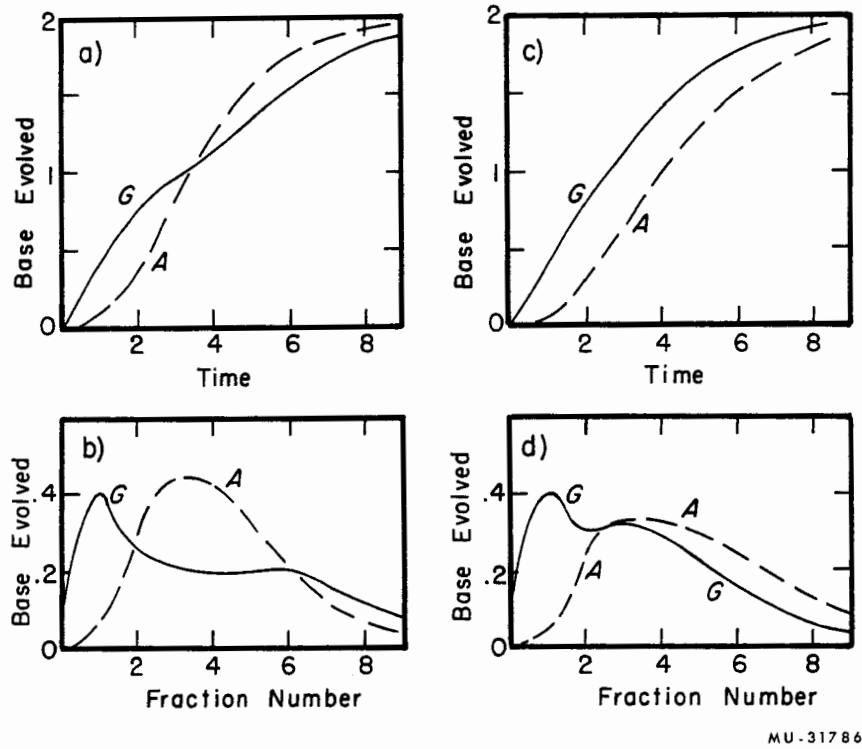 a)
2
1
0
G
A
2 4 6 8
Base Evolved
Time
c)
2
1
0
G
A
2 4 6 8
Base Evolved
Time
b)
.4
.2
0
G
A
2 4 6 8
Base Evolved
Fraction Number
d)
.4
.2
0
G
A
A
G
2 4 6 8
Base Evolved
Fraction Number
MU-31786